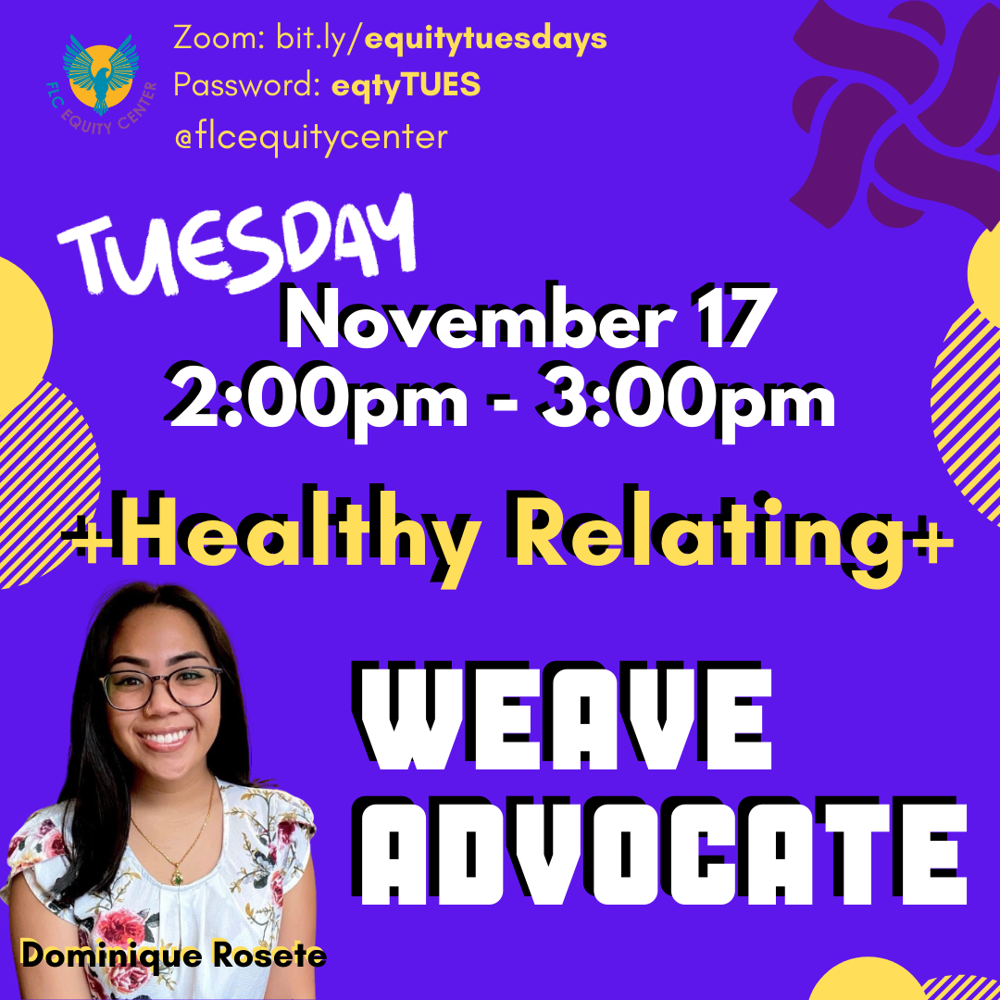 Zoom: bit.ly/equitytuesdays
Password: eqtyTUES
@flcequitycenter
FLC EQUITY CENTER
TUESDAY
November 17
2:00pm - 3:00pm
+Healthy Relating+
WEAVE
ADVOCATE
Dominique Rosete